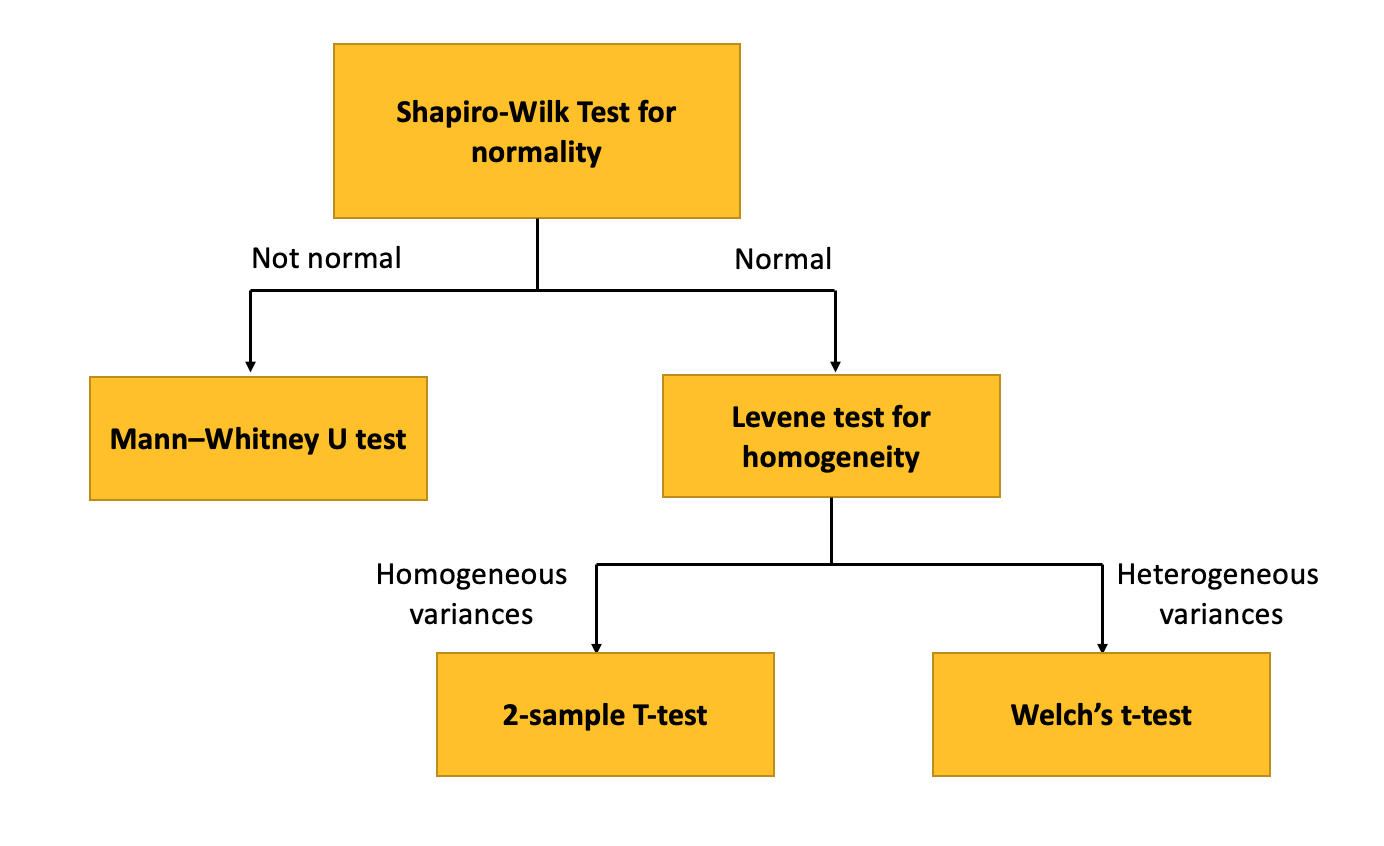 Shapiro-Wilk Test for
normality
Not normal
Normal
Mann–Whitney U test
Levene test for
homogeneity
Homogeneous
variances
Heterogeneous
variances
2-sample T-test
Welch’s t-test